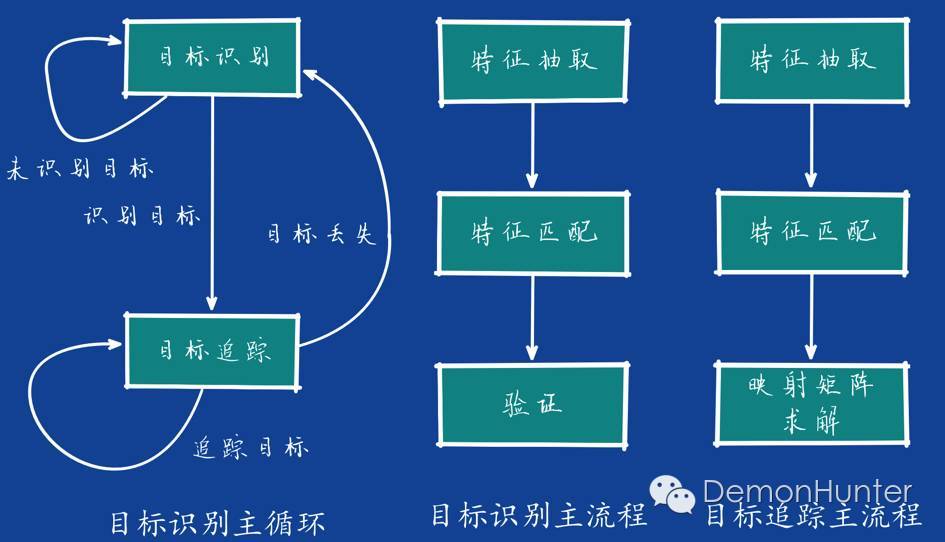 目标识别
未识别目标
识别目标
目标丢失
目标追踪
追踪目标
目标识别主循环
特征抽取
特征匹配
验证
目标识别主流程
特征抽取
特征匹配
映射矩阵
求解
目标追踪主流程
DemonHunter